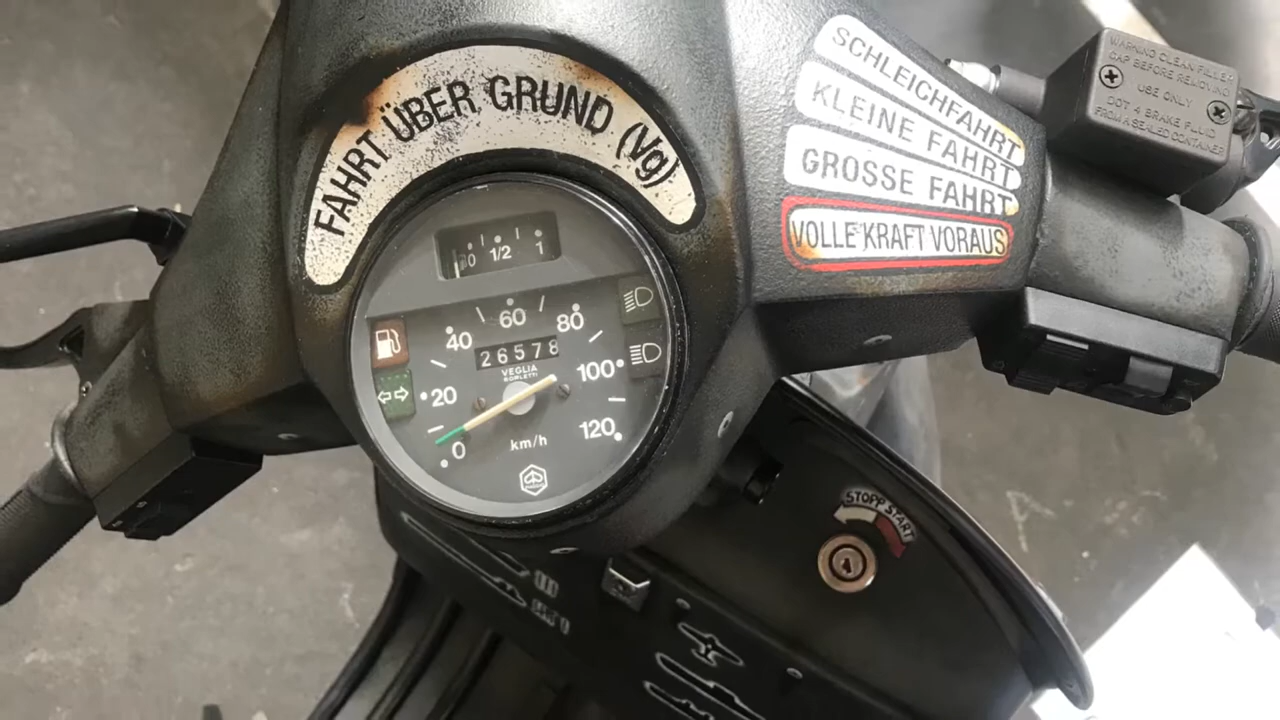 FAHRT ÜBER GRUND (Vg)
SCHLEICHFAHRT
KLEINE FAHRT
GROSSE FAHRT
VOLLE KRAFT VORAUS
WARNING CLEAN FILLER
CAP BEFORE REMOVING
USE ONLY
DOT 4 BRAKE FLUID
FROM A SEALED CONTAINER
0 1/2 1
0 20 40 60 80 100 120
26578
VEGLIA
BORLETTI
km/h
STOPP START